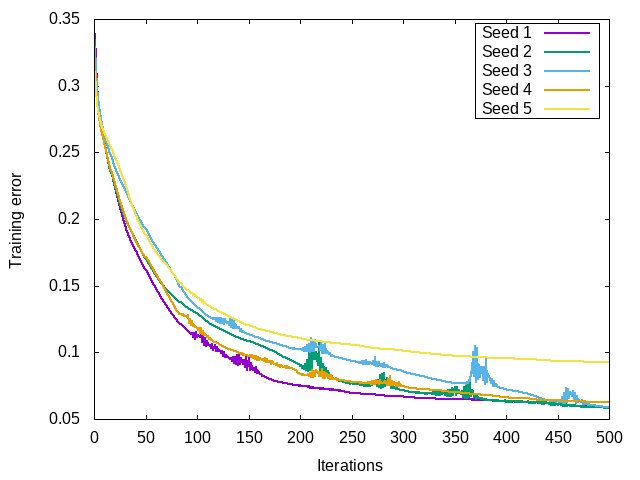 0.35
0.3
0.25
0.2
0.15
0.1
0.05
0 50 100 150 200 250 300 350 400 450 500
Training error
Iterations
Seed 1
Seed 2
Seed 3
Seed 4
Seed 5